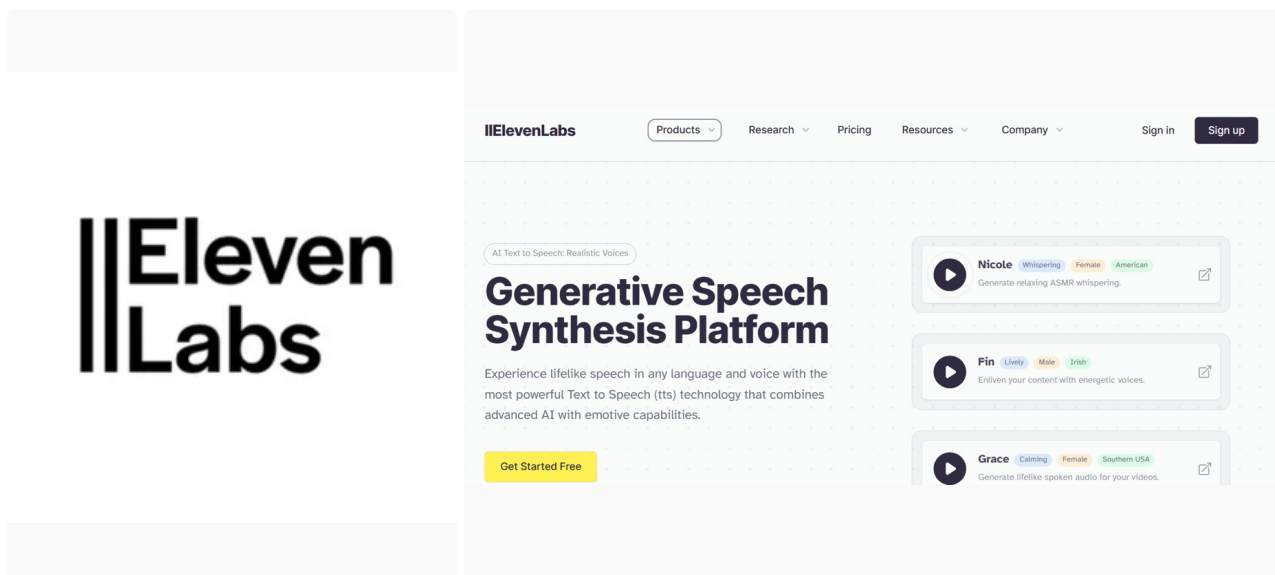 Eleven
Labs
IIElevenLabs
Products
Research
Pricing
Resources
Company
Sign in
Sign up
AI Text to Speech: Realistic Voices
Generative Speech
Synthesis Platform
Experience lifelike speech in any language and voice with the
most powerful Text to Speech (tts) technology that combines
advanced AI with emotive capabilities.
Get Started Free
Nicole Whispering Female American
Generate relaxing ASMR whispering.
Fin Lively Male Irish
Enliven your content with energetic voices.
Grace Calming Female Southern USA
Generate lifelike spoken audio for your videos.